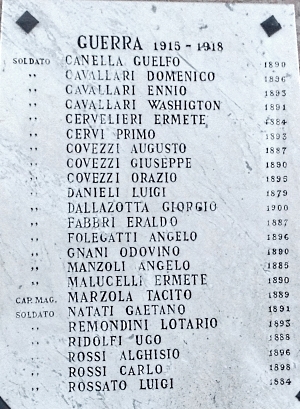 GUERRA 1915-1918
SOLDATO CANELLA GUELFO 1890
" CAVALLARI DOMENICO 1896
" CAVALLARI ENNIO 1893
" CAVALLARI WASHIGTON 1891
" CERVELIERI ERMETE 1884
" CERVI PRIMO 1893
" COVEZZI AUGUSTO 1887
" COVEZZI GIUSEPPE 1890
" COVEZZI ORAZIO 1895
" DANIELI LUIGI 1879
" DALLAZOTTA GIORGIO 1900
" FABBRI ERALDO 1887
" FOLEGATTI ANGELO 1896
" GNANI ODOVINO 1890
" MANZOLI ANGELO 1885
" MALUCELLI ERMETE 1890
CAP. MAG. MARZOLA TACITO 1889
SOLDATO NATATI GAETANO 1891
" REMONDINI LOTARIO 1893
" RIDOLFI UGO 1888
" ROSSI ALGHISIO 1896
" ROSSI CARLO 1898
" ROSSATO LUIGI 1884